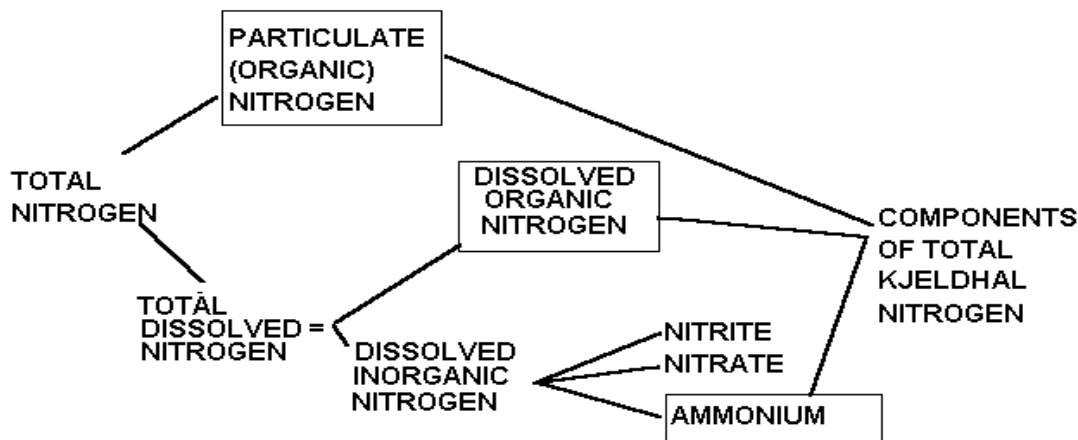 PARTICULATE
(ORGANIC)
NITROGEN
TOTAL
NITROGEN
DISSOLVED
ORGANIC
NITROGEN
COMPONENTS
OF TOTAL
KJELDHAL
NITROGEN
TOTAL
DISSOLVED =
NITROGEN
DISSOLVED
INORGANIC
NITROGEN
NITRITE
NITRATE
AMMONIUM